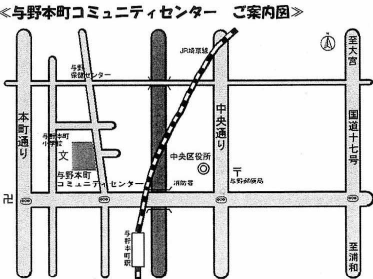 ≪与野本町コミュニティセンター ご案内図≫
JR埼京線
至大宮
与野
保健センター
本町通り
中央通り
国道十七号
与野本町
小学校
文
中央区役所
〒
与野郵便局
与野本町
コミュニティセンター
消防署
卍
与野本町駅
至浦和